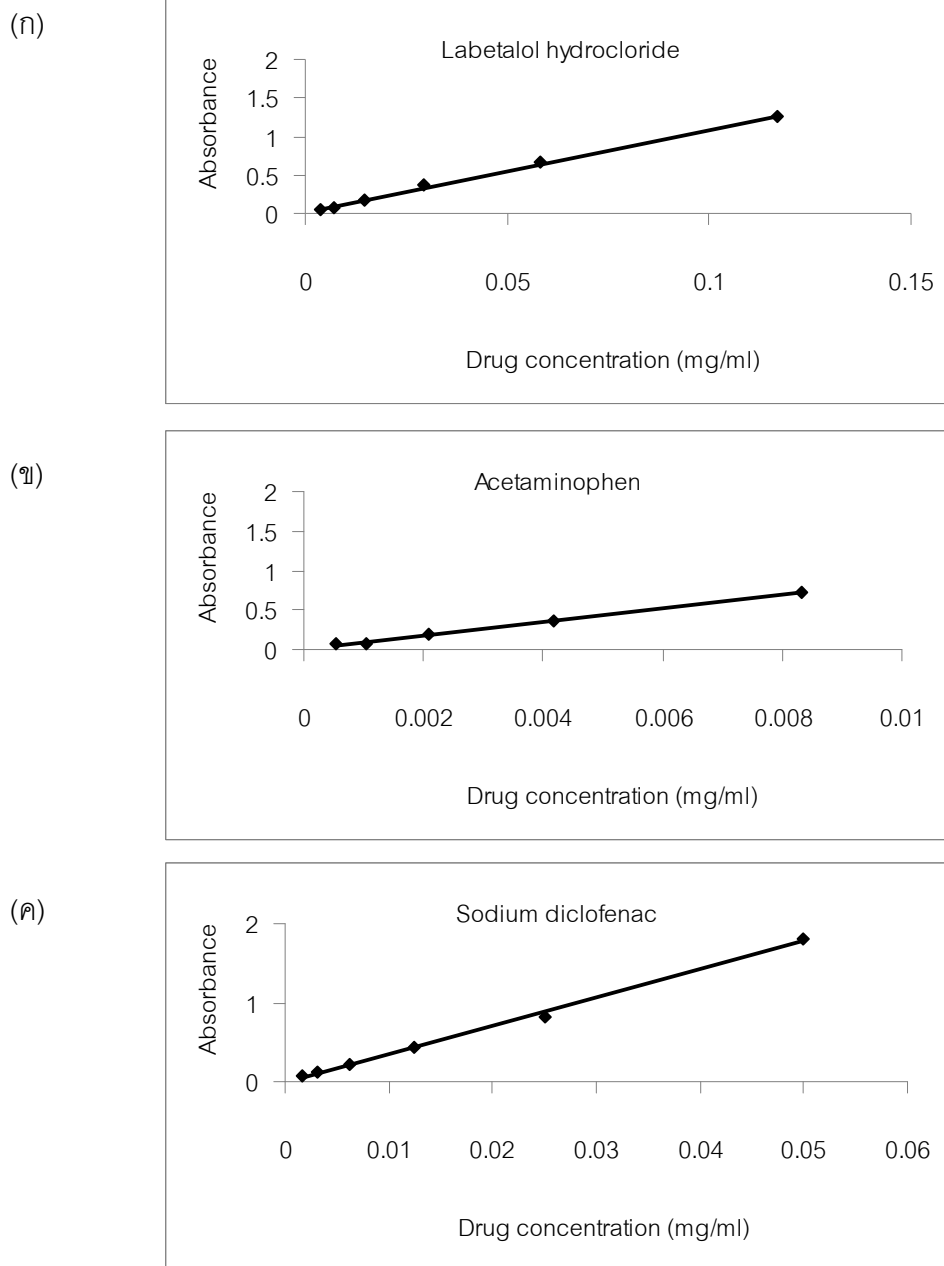 (ก)
Labetalol hydrocloride
Absorbance
2
1.5
1
0.5
0
0 0.05 0.1 0.15
Drug concentration (mg/ml)
(ข)
Acetaminophen
Absorbance
2
1.5
1
0.5
0
0 0.002 0.004 0.006 0.008 0.01
Drug concentration (mg/ml)
(ค)
Sodium diclofenac
Absorbance
2
1
0
0 0.01 0.02 0.03 0.04 0.05 0.06
Drug concentration (mg/ml)